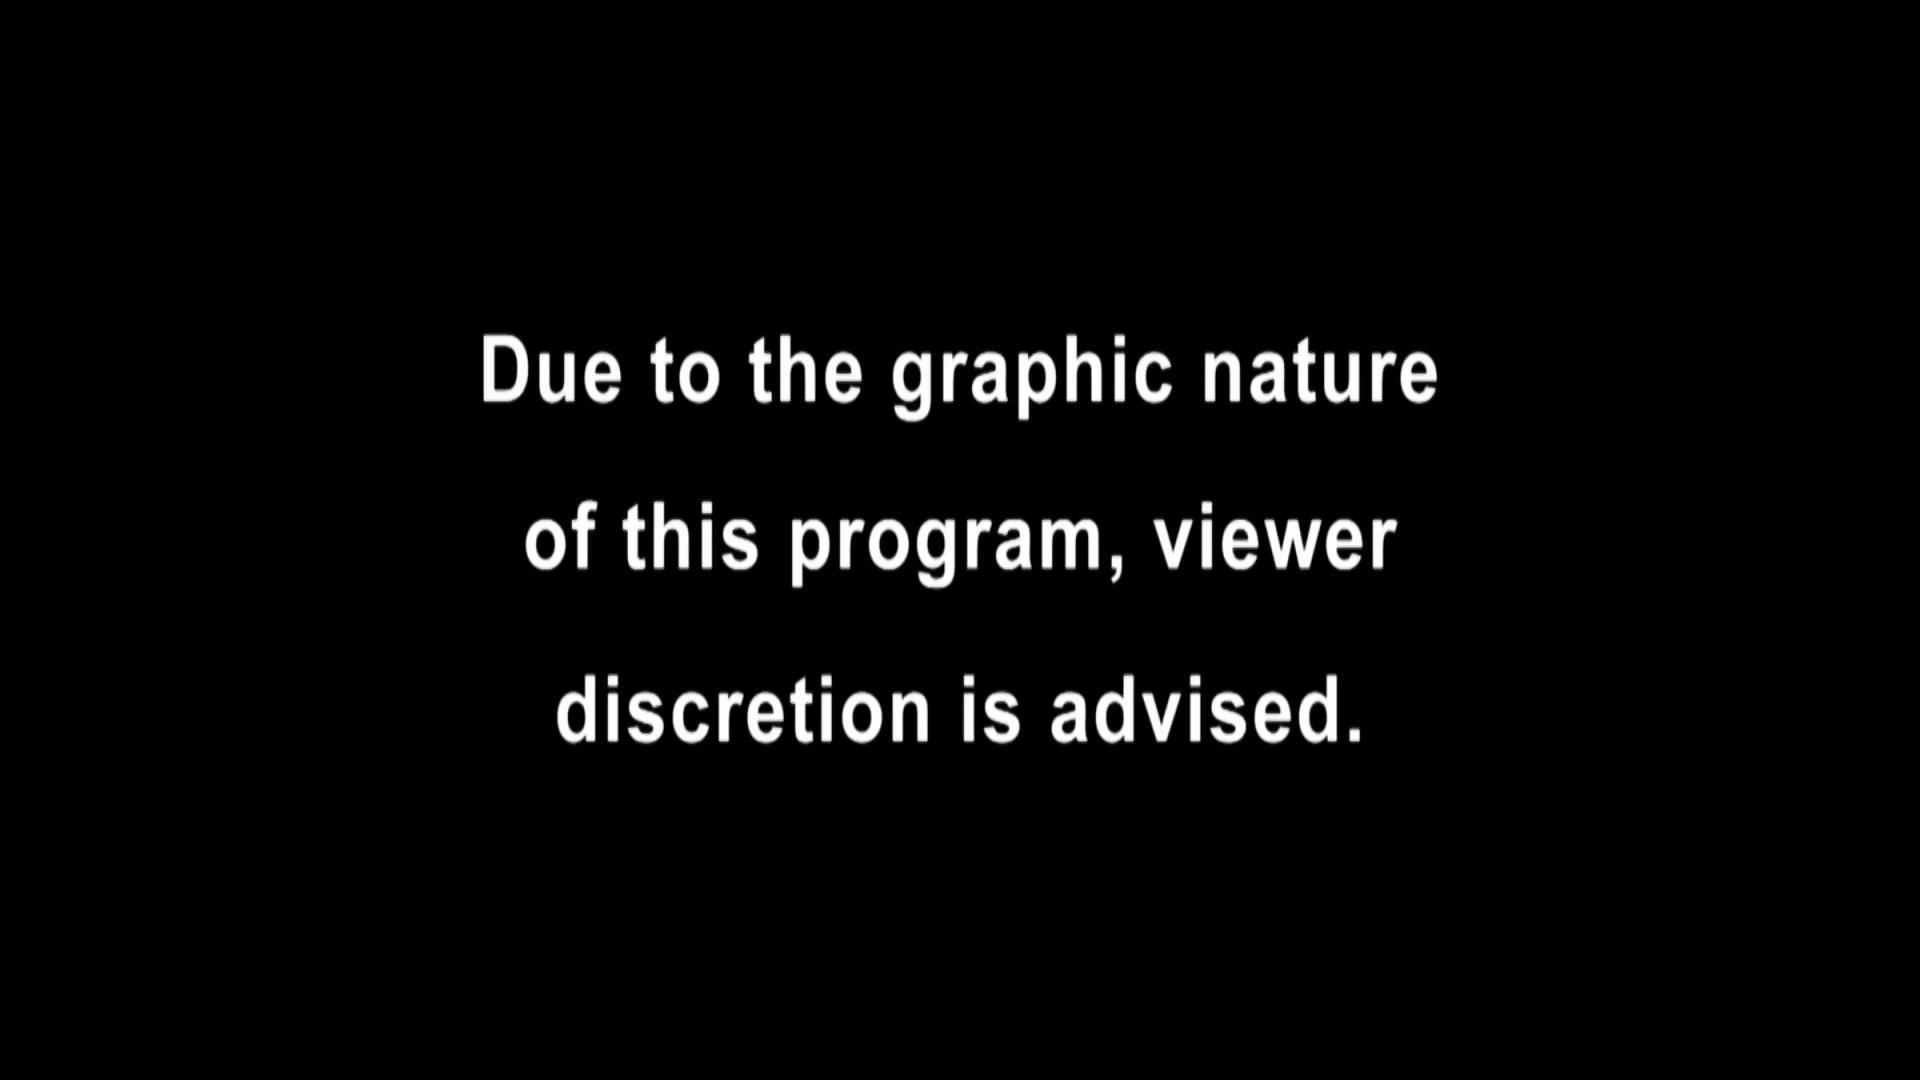 Due to the graphic nature
of this program, viewer
discretion is advised.